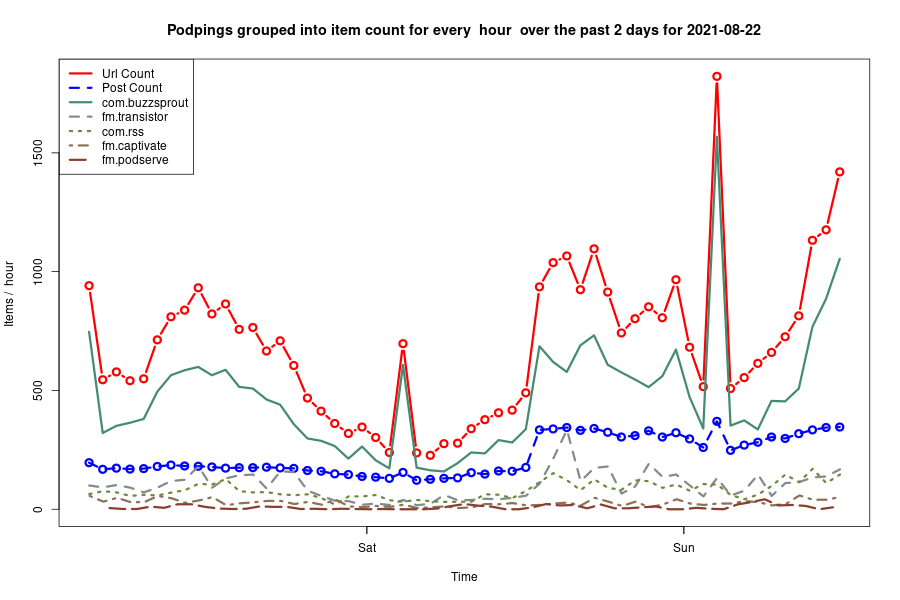 Podpings grouped into item count for every  hour  over the past 2 days for 2021-08-22
Url Count
Post Count
com.buzzsprout
fm.transistor
com.rss
fm.captivate
fm.podserve
Items /  hour
1500
1000
500
0
Sat
Sun
Time